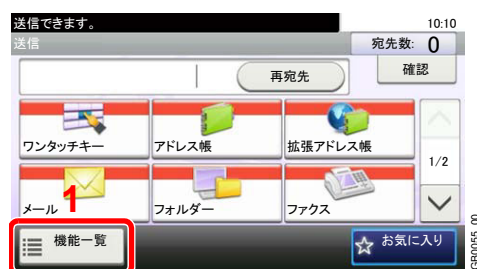 送信できます。 10:10
送信 宛先数: 0
再宛先 確認
ワンタッチキー アドレス帳 拡張アドレス帳
1/2
メール 1 フォルダー ファクス
機能一覧 お気に入り
GB0055_00